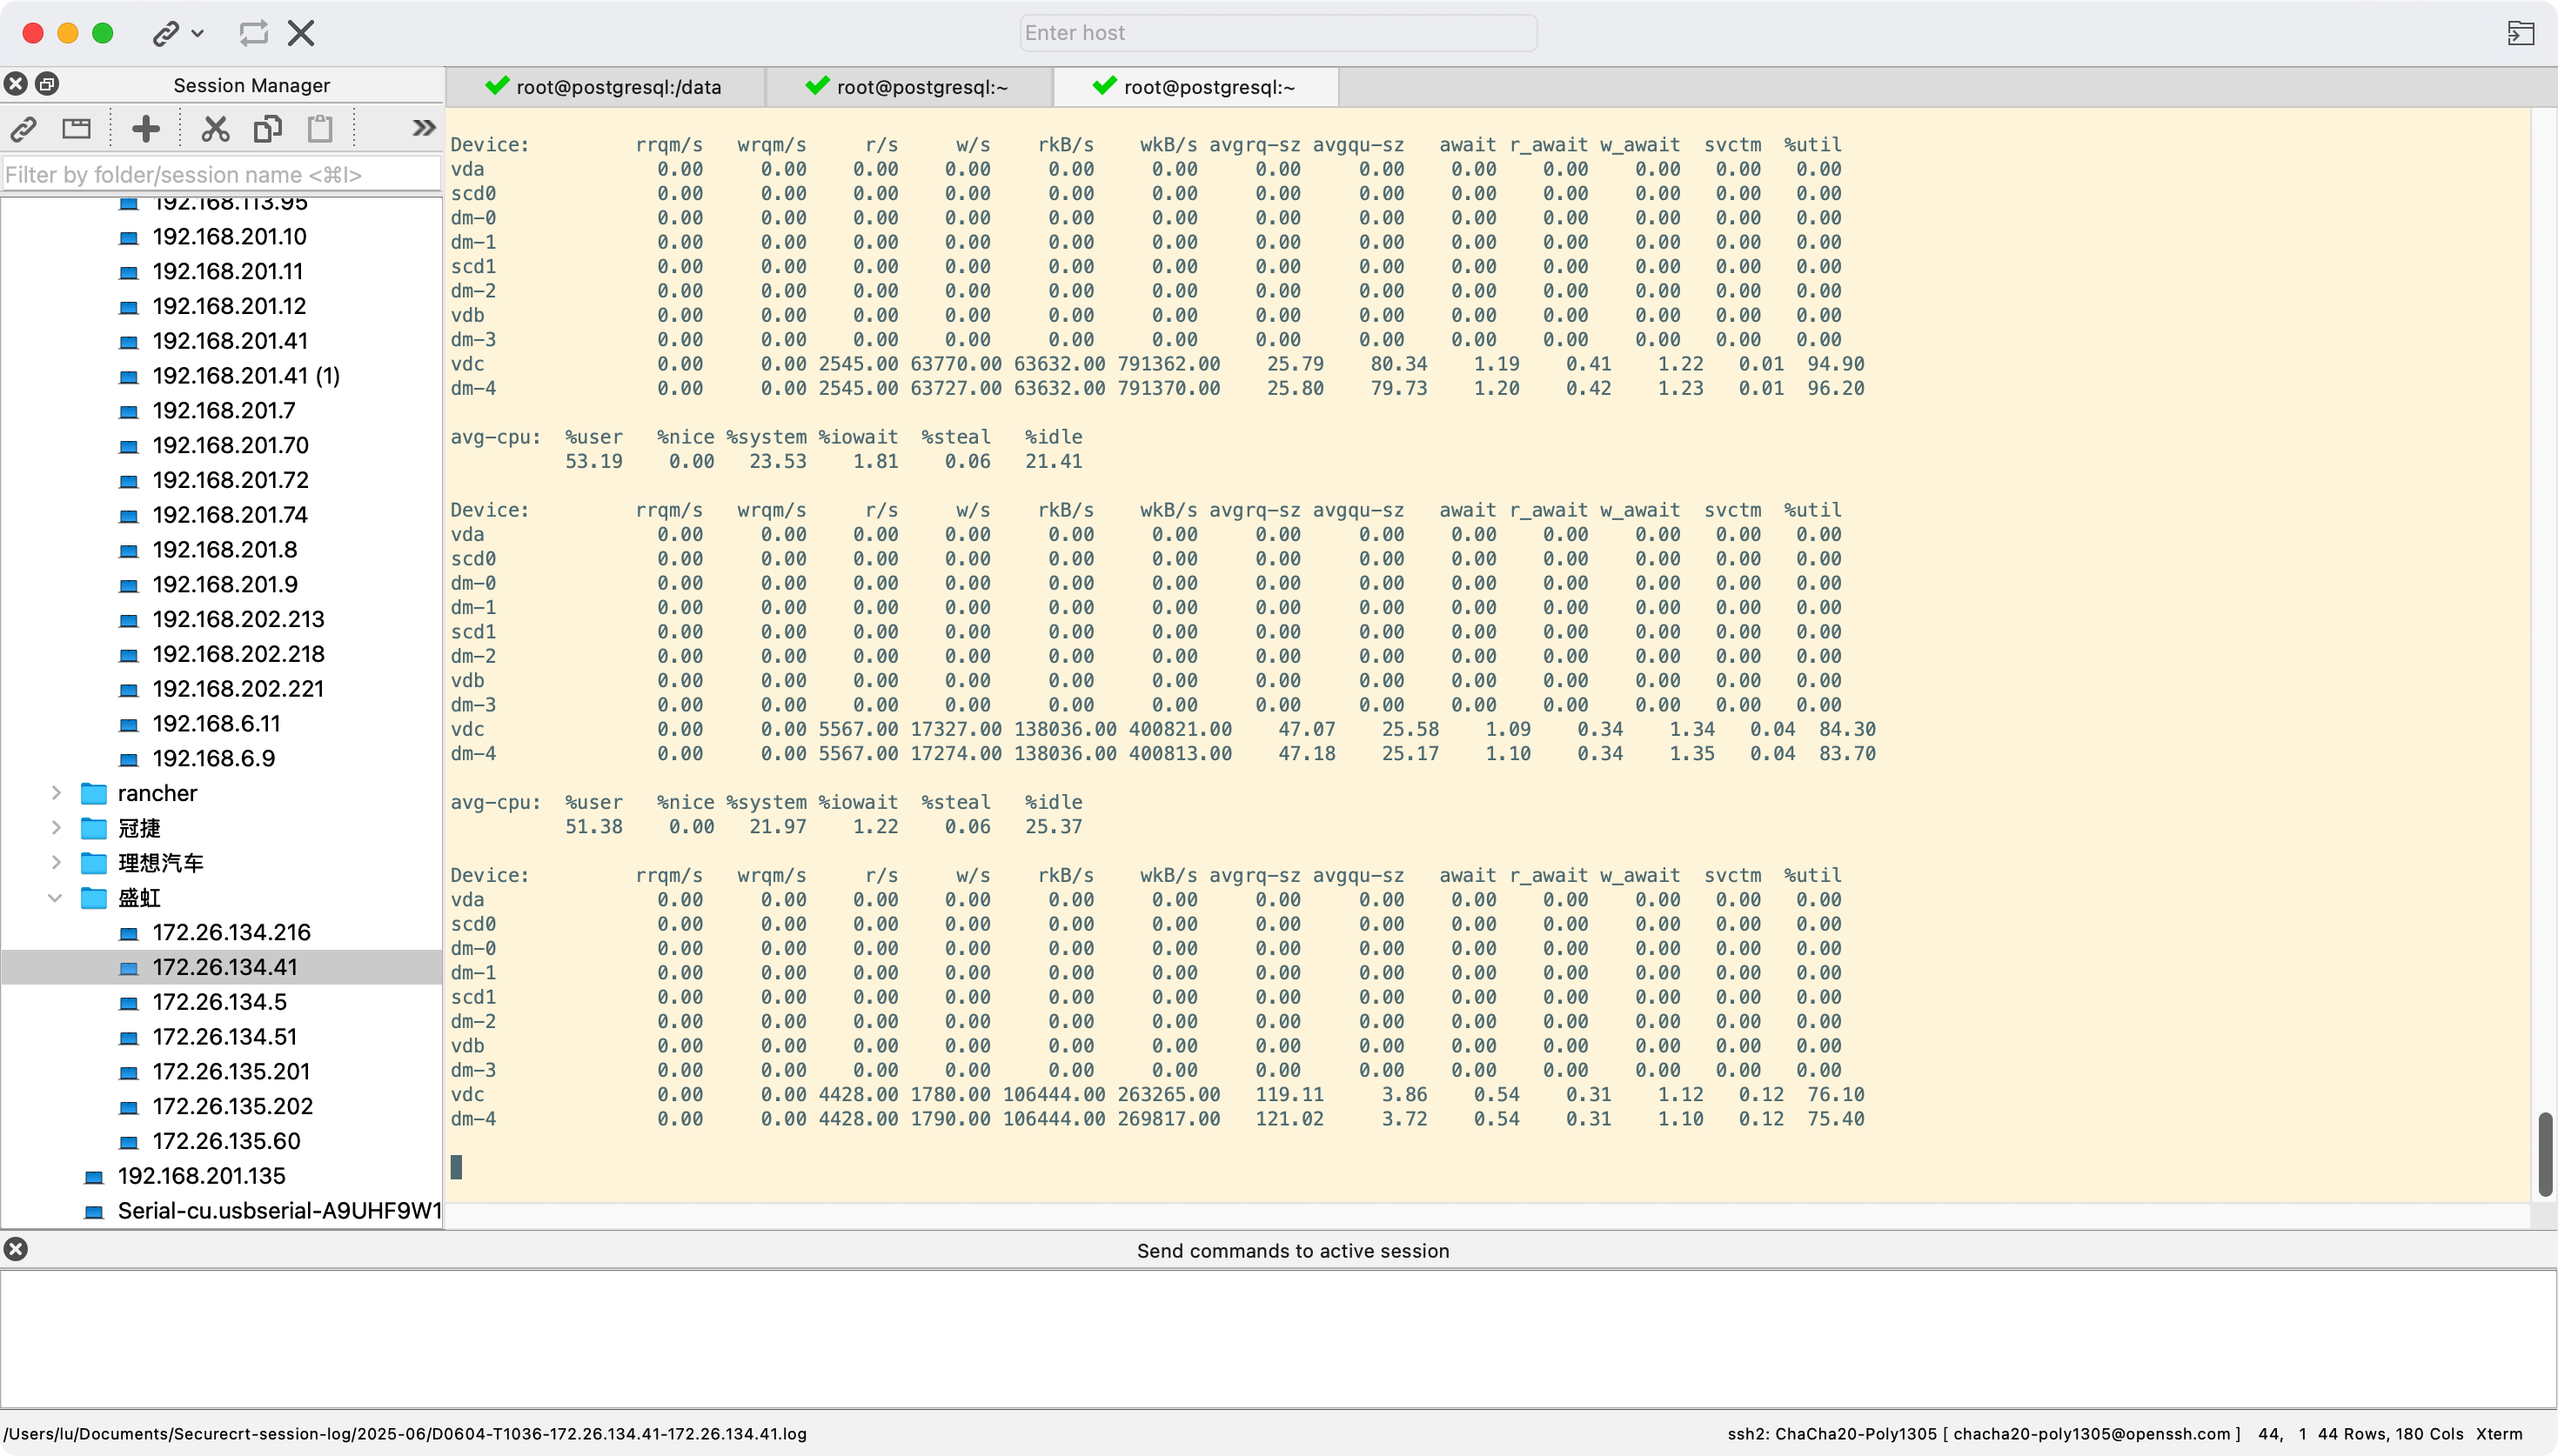 Enter host
Session Manager
Filter by folder/session name <⌘I>
192.168.113.95
192.168.201.10
192.168.201.11
192.168.201.12
192.168.201.41
192.168.201.41 (1)
192.168.201.7
192.168.201.70
192.168.201.72
192.168.201.74
192.168.201.8
192.168.201.9
192.168.202.213
192.168.202.218
192.168.202.221
192.168.6.11
192.168.6.9
rancher
冠捷
理想汽车
盛虹
172.26.134.216
172.26.134.41
172.26.134.5
172.26.134.51
172.26.135.201
172.26.135.202
172.26.135.60
192.168.201.135
Serial-cu.usbserial-A9UHF9W1
root@postgresql:/data
root@postgresql:~
root@postgresql:~
Device: rrqm/s wrqm/s r/s w/s rkB/s wkB/s avgrq-sz avgqu-sz await r_await w_await svctm %util
vda 0.00 0.00 0.00 0.00 0.00 0.00 0.00 0.00 0.00 0.00 0.00 0.00 0.00
scd0 0.00 0.00 0.00 0.00 0.00 0.00 0.00 0.00 0.00 0.00 0.00 0.00 0.00
dm-0 0.00 0.00 0.00 0.00 0.00 0.00 0.00 0.00 0.00 0.00 0.00 0.00 0.00
dm-1 0.00 0.00 0.00 0.00 0.00 0.00 0.00 0.00 0.00 0.00 0.00 0.00 0.00
scd1 0.00 0.00 0.00 0.00 0.00 0.00 0.00 0.00 0.00 0.00 0.00 0.00 0.00
dm-2 0.00 0.00 0.00 0.00 0.00 0.00 0.00 0.00 0.00 0.00 0.00 0.00 0.00
vdb 0.00 0.00 0.00 0.00 0.00 0.00 0.00 0.00 0.00 0.00 0.00 0.00 0.00
dm-3 0.00 0.00 0.00 0.00 0.00 0.00 0.00 0.00 0.00 0.00 0.00 0.00 0.00
vdc 0.00 0.00 2545.00 63770.00 63632.00 791362.00 25.79 80.34 1.19 0.41 1.22 0.01 94.90
dm-4 0.00 0.00 2545.00 63727.00 63632.00 791370.00 25.80 79.73 1.20 0.42 1.23 0.01 96.20
avg-cpu: %user %nice %system %iowait %steal %idle
53.19 0.00 23.53 1.81 0.06 21.41
Device: rrqm/s wrqm/s r/s w/s rkB/s wkB/s avgrq-sz avgqu-sz await r_await w_await svctm %util
vda 0.00 0.00 0.00 0.00 0.00 0.00 0.00 0.00 0.00 0.00 0.00 0.00 0.00
scd0 0.00 0.00 0.00 0.00 0.00 0.00 0.00 0.00 0.00 0.00 0.00 0.00 0.00
dm-0 0.00 0.00 0.00 0.00 0.00 0.00 0.00 0.00 0.00 0.00 0.00 0.00 0.00
dm-1 0.00 0.00 0.00 0.00 0.00 0.00 0.00 0.00 0.00 0.00 0.00 0.00 0.00
scd1 0.00 0.00 0.00 0.00 0.00 0.00 0.00 0.00 0.00 0.00 0.00 0.00 0.00
dm-2 0.00 0.00 0.00 0.00 0.00 0.00 0.00 0.00 0.00 0.00 0.00 0.00 0.00
vdb 0.00 0.00 0.00 0.00 0.00 0.00 0.00 0.00 0.00 0.00 0.00 0.00 0.00
dm-3 0.00 0.00 0.00 0.00 0.00 0.00 0.00 0.00 0.00 0.00 0.00 0.00 0.00
vdc 0.00 0.00 5567.00 17327.00 138036.00 400821.00 47.07 25.58 1.09 0.34 1.34 0.04 84.30
dm-4 0.00 0.00 5567.00 17274.00 138036.00 400813.00 47.18 25.17 1.10 0.34 1.35 0.04 83.70
avg-cpu: %user %nice %system %iowait %steal %idle
51.38 0.00 21.97 1.22 0.06 25.37
Device: rrqm/s wrqm/s r/s w/s rkB/s wkB/s avgrq-sz avgqu-sz await r_await w_await svctm %util
vda 0.00 0.00 0.00 0.00 0.00 0.00 0.00 0.00 0.00 0.00 0.00 0.00 0.00
scd0 0.00 0.00 0.00 0.00 0.00 0.00 0.00 0.00 0.00 0.00 0.00 0.00 0.00
dm-0 0.00 0.00 0.00 0.00 0.00 0.00 0.00 0.00 0.00 0.00 0.00 0.00 0.00
dm-1 0.00 0.00 0.00 0.00 0.00 0.00 0.00 0.00 0.00 0.00 0.00 0.00 0.00
scd1 0.00 0.00 0.00 0.00 0.00 0.00 0.00 0.00 0.00 0.00 0.00 0.00 0.00
dm-2 0.00 0.00 0.00 0.00 0.00 0.00 0.00 0.00 0.00 0.00 0.00 0.00 0.00
vdb 0.00 0.00 0.00 0.00 0.00 0.00 0.00 0.00 0.00 0.00 0.00 0.00 0.00
dm-3 0.00 0.00 0.00 0.00 0.00 0.00 0.00 0.00 0.00 0.00 0.00 0.00 0.00
vdc 0.00 0.00 4428.00 1780.00 106444.00 263265.00 119.11 3.86 0.54 0.31 1.12 0.12 76.10
dm-4 0.00 0.00 4428.00 1790.00 106444.00 269817.00 121.02 3.72 0.54 0.31 1.10 0.12 75.40
Send commands to active session
/Users/lu/Documents/Securecrt-session-log/2025-06/D0604-T1036-172.26.134.41-172.26.134.41.log
ssh2: ChaCha20-Poly1305 [ chacha20-poly1305@openssh.com ] 44, 1 44 Rows, 180 Cols Xterm